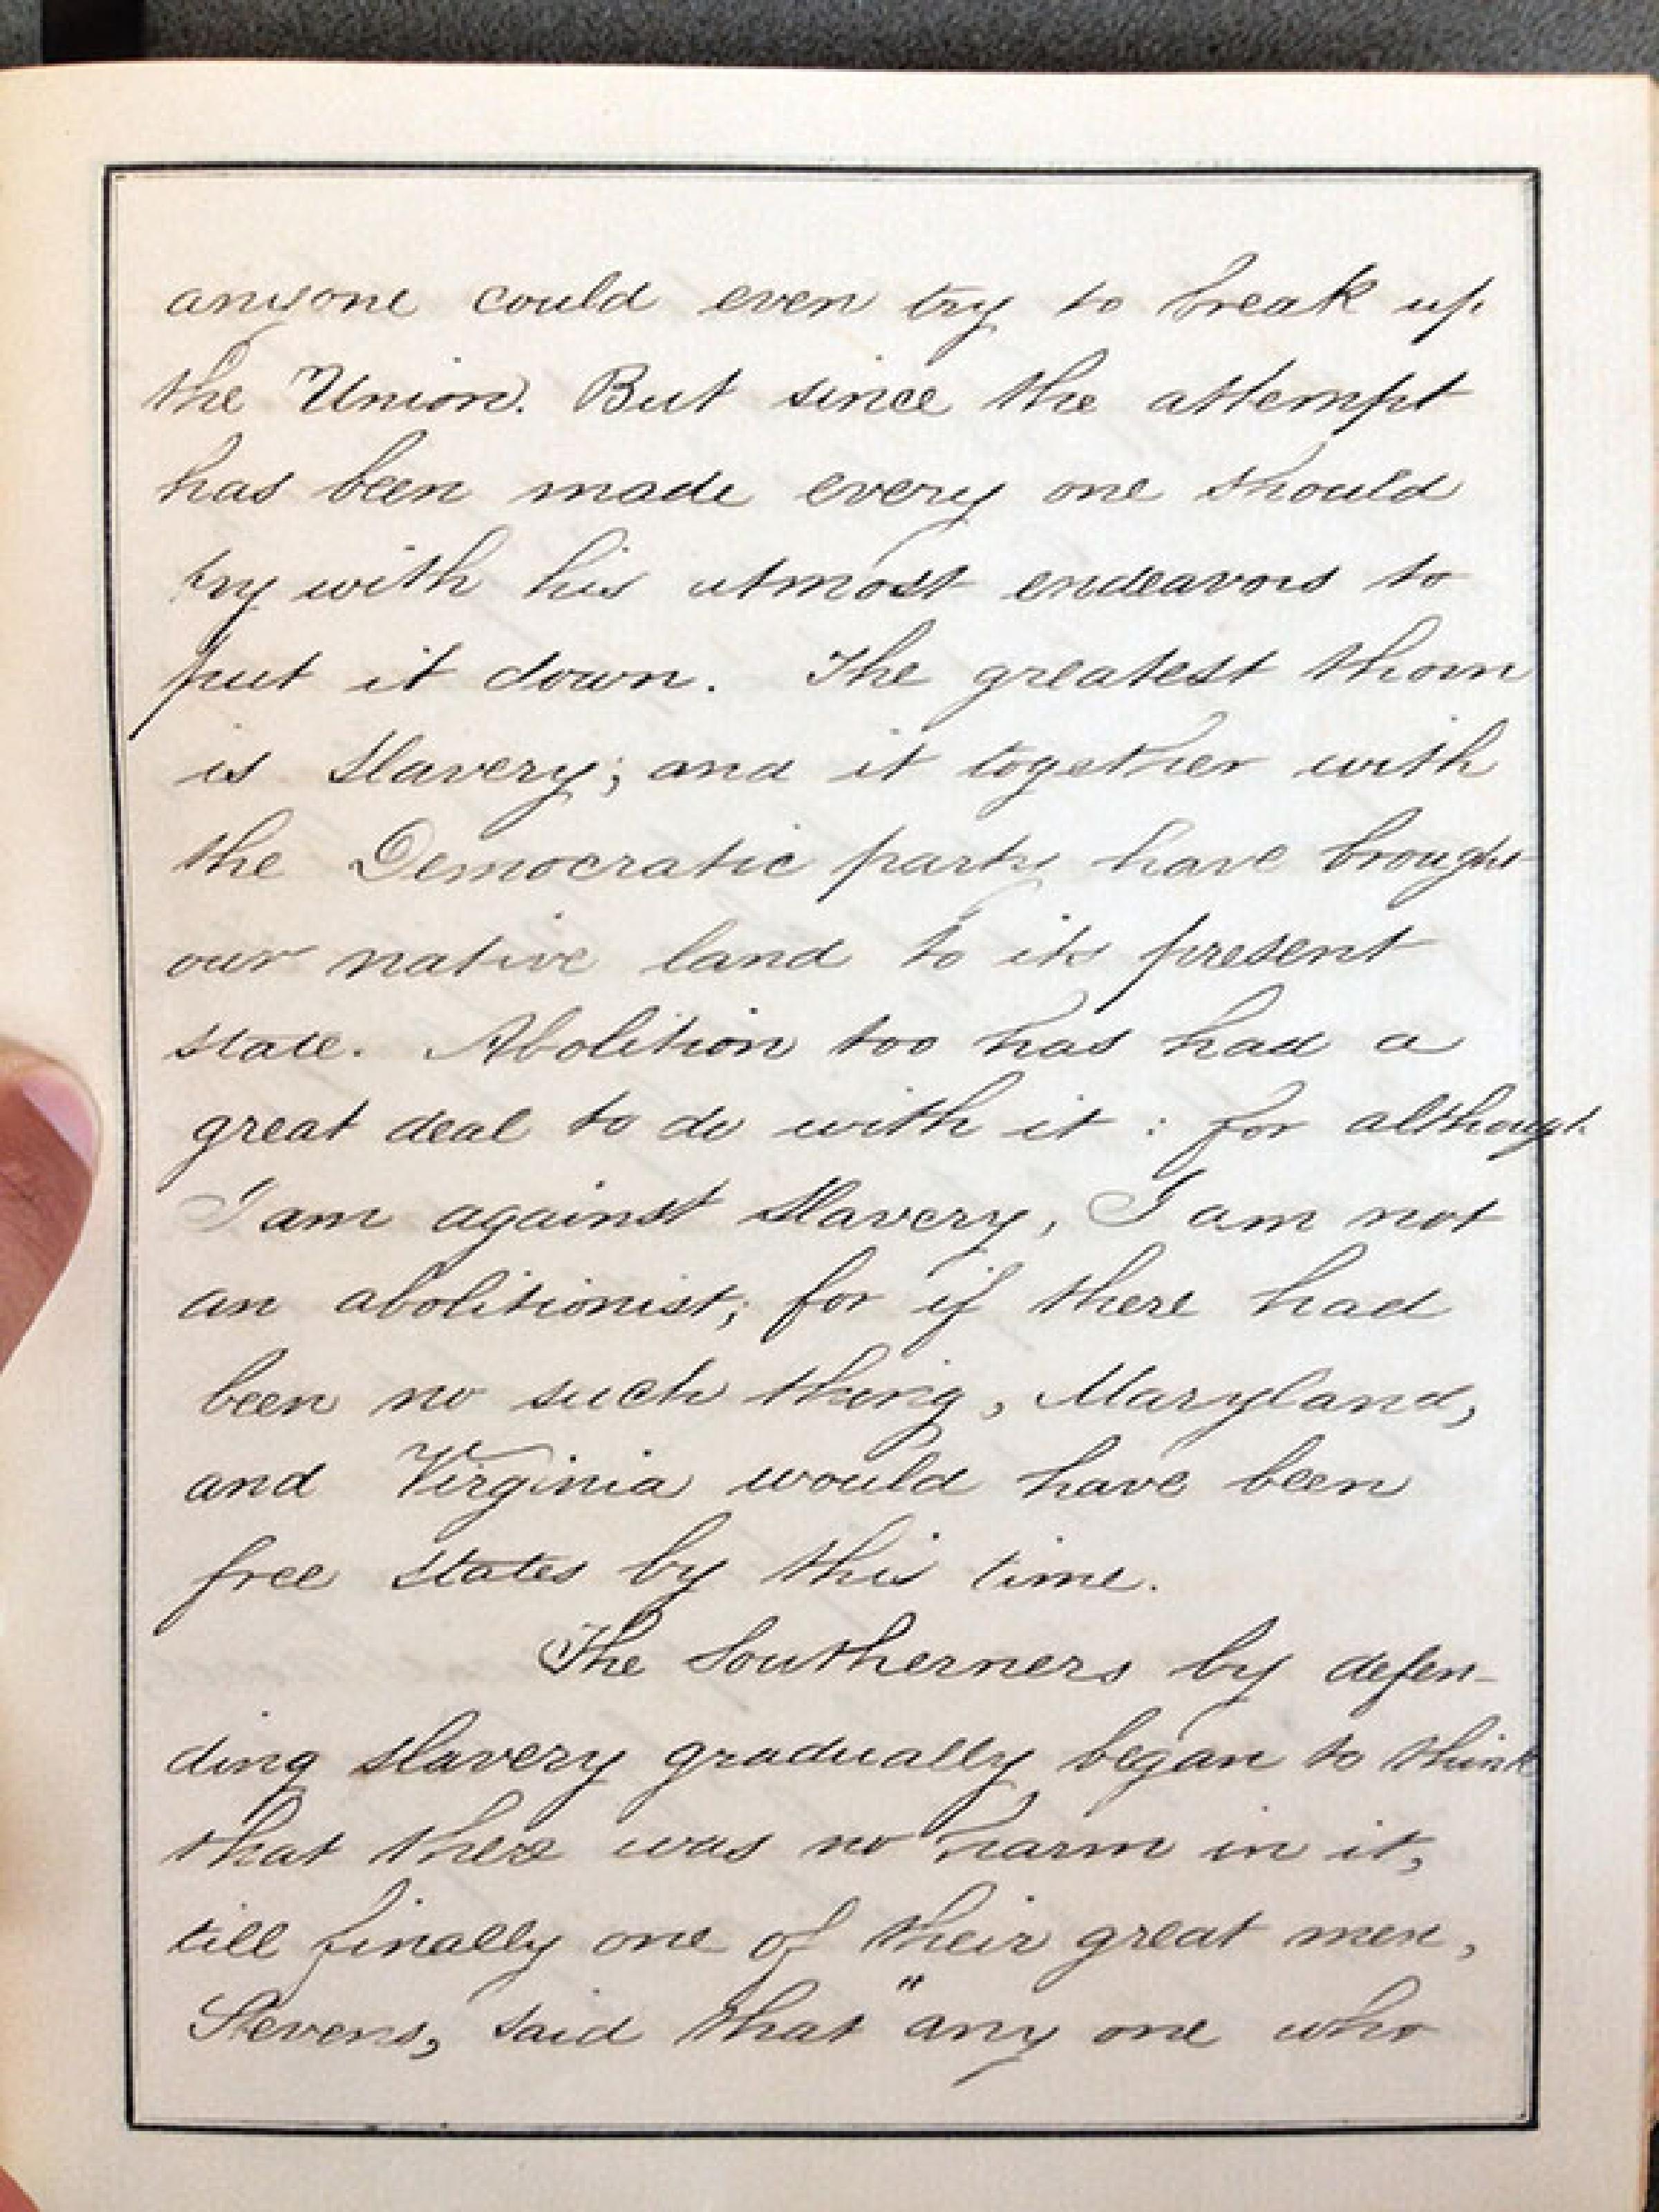 anyone could even try to break up
the Union. But since the attempt
has been made every one should
try with his utmost endeavors to
put it down. The greatest thorn
is Slavery; and it together with
the Democratic party have brought
our native land to its present
state. Abolition too has had a
great deal to do with it : for although
I am against Slavery, I am not
an abolitionist; for if there had
been no such thing, Maryland,
and Virginia would have been
free states by this time.
The Southerners by defen-
ding slavery gradually began to think
that there was no harm in it,
till finally one of their great men,
Stevens, said that "any one who